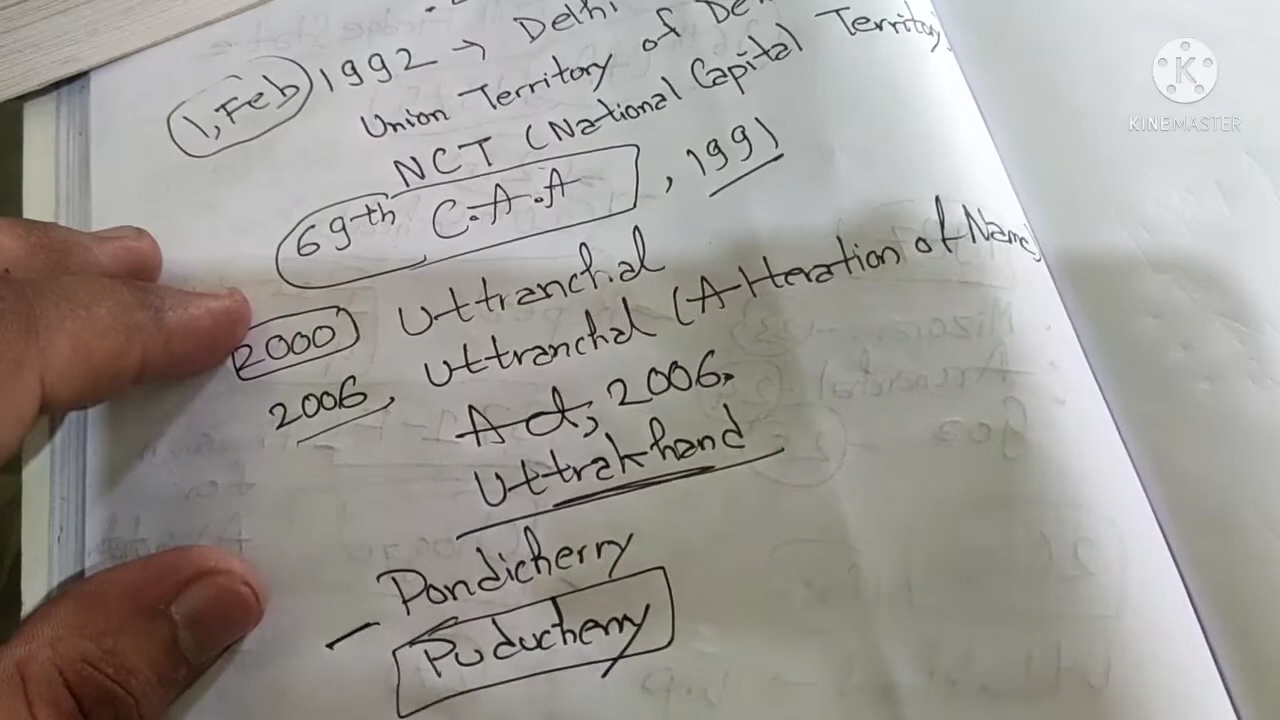 1, Feb 1992 → Delhi
Union Territory of
NCT (National Capital Territory
69th C.A.A, 1991
2000 Uttranchal
2006, Uttranchal (Alteration of Name)
Act, 2006.
Uttrakhand
Pondicherry
Puducherry
K
KINEMASTER